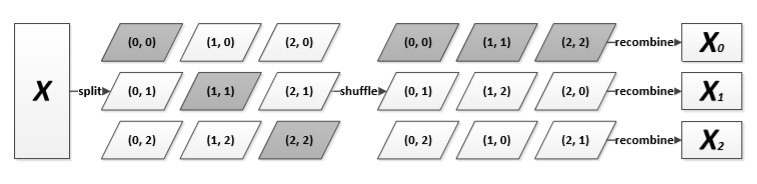 (0, 0) (1, 0) (2, 0) (0, 0) (1, 1) (2, 2) recombine X0
X split (0, 1) (1, 1) (2, 1) shuffle (0, 1) (1, 2) (2, 0) recombine X1
(0, 2) (1, 2) (2, 2) (0, 2) (1, 0) (2, 1) recombine X2